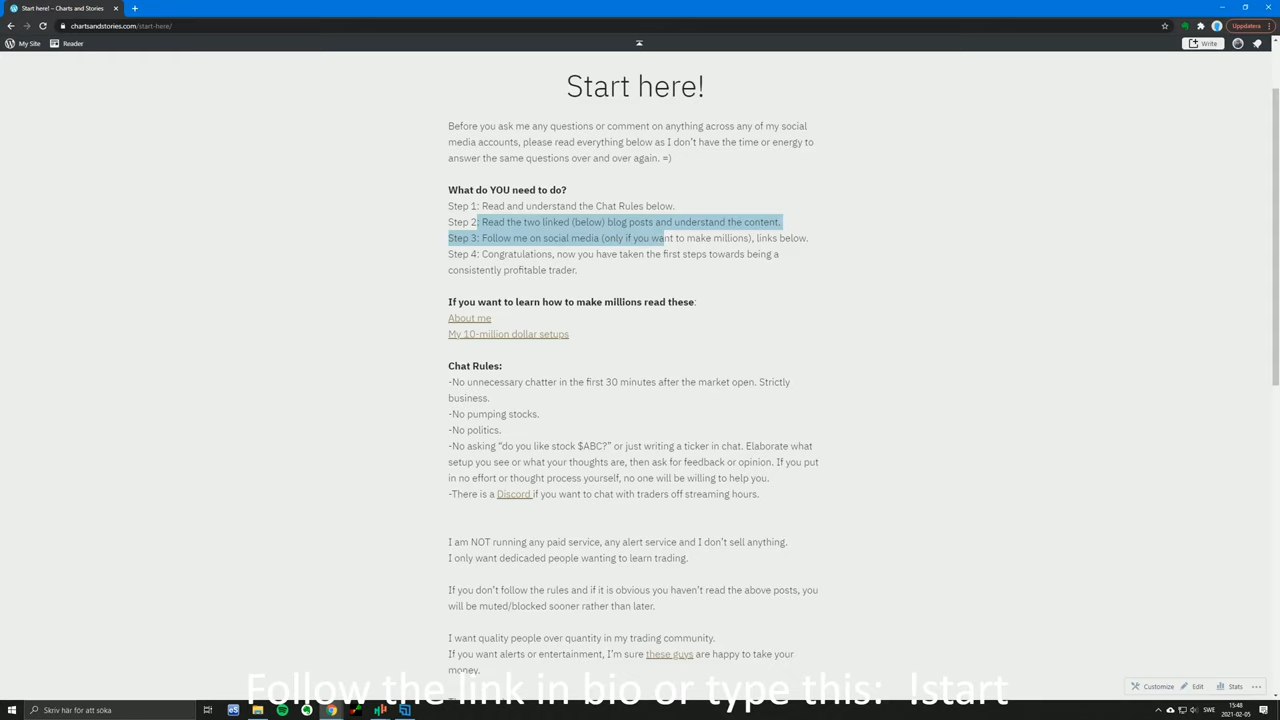 Start here! – Charts and Stories
chartsandstories.com/start-here/
Uppdatera
My Site
Reader
Write
Start here!
Before you ask me any questions or comment on anything across any of my social
media accounts, please read everything below as I don't have the time or energy to
answer the same questions over and over again. =)
What do YOU need to do?
Step 1: Read and understand the Chat Rules below.
Step 2: Read the two linked (below) blog posts and understand the content.
Step 3: Follow me on social media (only if you want to make millions), links below.
Step 4: Congratulations, now you have taken the first steps towards being a
consistently profitable trader.
If you want to learn how to make millions read these:
About me
My 10-million dollar setups
Chat Rules:
-No unnecessary chatter in the first 30 minutes after the market open. Strictly
business.
-No pumping stocks.
-No politics.
-No asking “do you like stock $ABC?” or just writing a ticker in chat. Elaborate what
setup you see or what your thoughts are, then ask for feedback or opinion. If you put
in no effort or thought process yourself, no one will be willing to help you.
-There is a Discord if you want to chat with traders off streaming hours.
I am NOT running any paid service, any alert service and I don't sell anything.
I only want dedicaded people wanting to learn trading.
If you don't follow the rules and if it is obvious you haven't read the above posts, you
will be muted/blocked sooner rather than later.
I want quality people over quantity in my trading community.
If you want alerts or entertainment, I'm sure these guys are happy to take your
money.
Follow the link in bio or type this: !start
Customize
Edit
Stats
Skriv här för att söka
SWE
15:48
2021-02-05